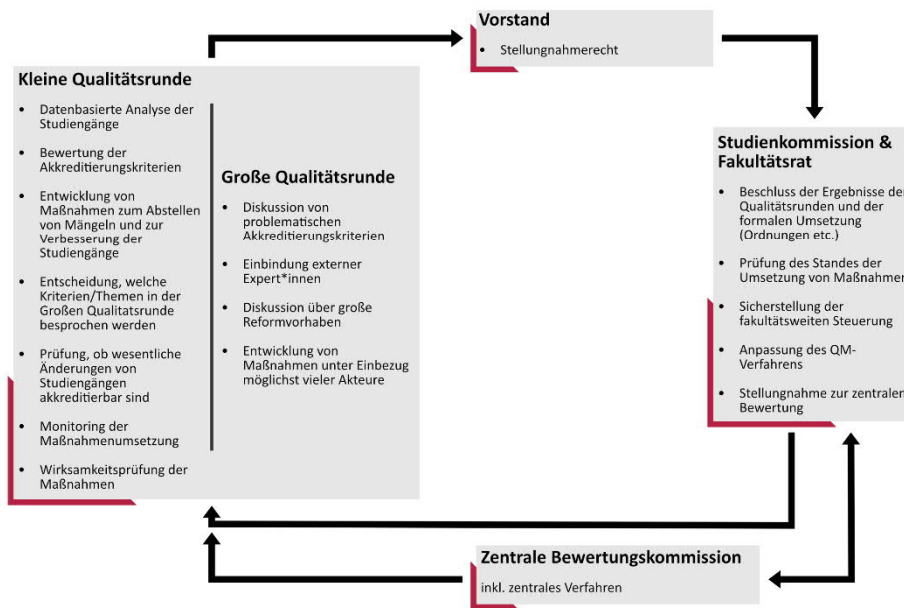 Vorstand
• Stellungnahmerecht
Kleine Qualitätsrunde
• Datenbasierte Analyse der
Studiengänge
• Bewertung der
Akkreditierungskriterien
• Entwicklung von
Maßnahmen zum Abstellen
von Mängeln und zur
Verbesserung der
Studiengänge
• Entscheidung, welche
Kriterien/Themen in der
Großen Qualitatsrunde
besprochen werden
• Prüfung, ob wesentliche
Änderungen von
Studiengängen
akkreditierbar sind
• Monitoring der
Maßnahmenumsetzung
• Wirksamkeitsprüfung der
Maßnahmen
Große Qualitätsrunde
• Diskussion von
problematischen
Akkreditierungskriterien
• Einbindung externer
Expert*innen
• Diskussion über große
Reformvorhaben
• Entwicklung von
Maßnahmen unter Einbezug
möglichst vieler Akteure
Studienkommission &
Fakultätsrat
• Beschluss der Ergebnisse der
Qualitätsrunden und der
formalen Umsetzung
(Ordnungen etc.)
• Prüfung des Standes der
Umsetzung von Maßnahmen
• Sicherstellung der
fakultätsweiten Steuerung
• Anpassung des QM-
Verfahrens
• Stellungnahme zur zentralen
Bewertung
Zentrale Bewertungskommission
inkl. zentrales Verfahren